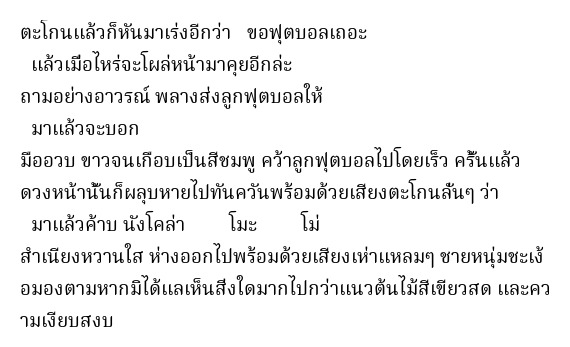 ตะโกนแล้วก็หันมาเร่งอีกว่า ขอฟุตบอลเถอะ
แล้วเมื่อไหร่จะโผล่หน้ามาคุยอีกล่ะ
ถามอย่างอาวรณ์ พลางส่งลูกฟุตบอลให้
มาแล้วจะบอก
มืออวบ ขาวจนเกือบเป็นสีชมพู คว้าลูกฟุตบอลไปโดยเร็ว ครั้นแล้ว
ดวงหน้านั้นก็ผลุบหายไปทันควันพร้อมด้วยเสียงตะโกนลั่นๆ ว่า
มาแล้วค้าบ นังโคล่า โมะ โม่
สำเนียงหวานใส ห่างออกไปพร้อมด้วยเสียงเห่าแหลมๆ ชายหนุ่มชะเง้
อมองตามหากมิได้แลเห็นสิ่งใดมากไปกว่าแนวต้นไม้สีเขียวสด และคว
ามเงียบสงบ